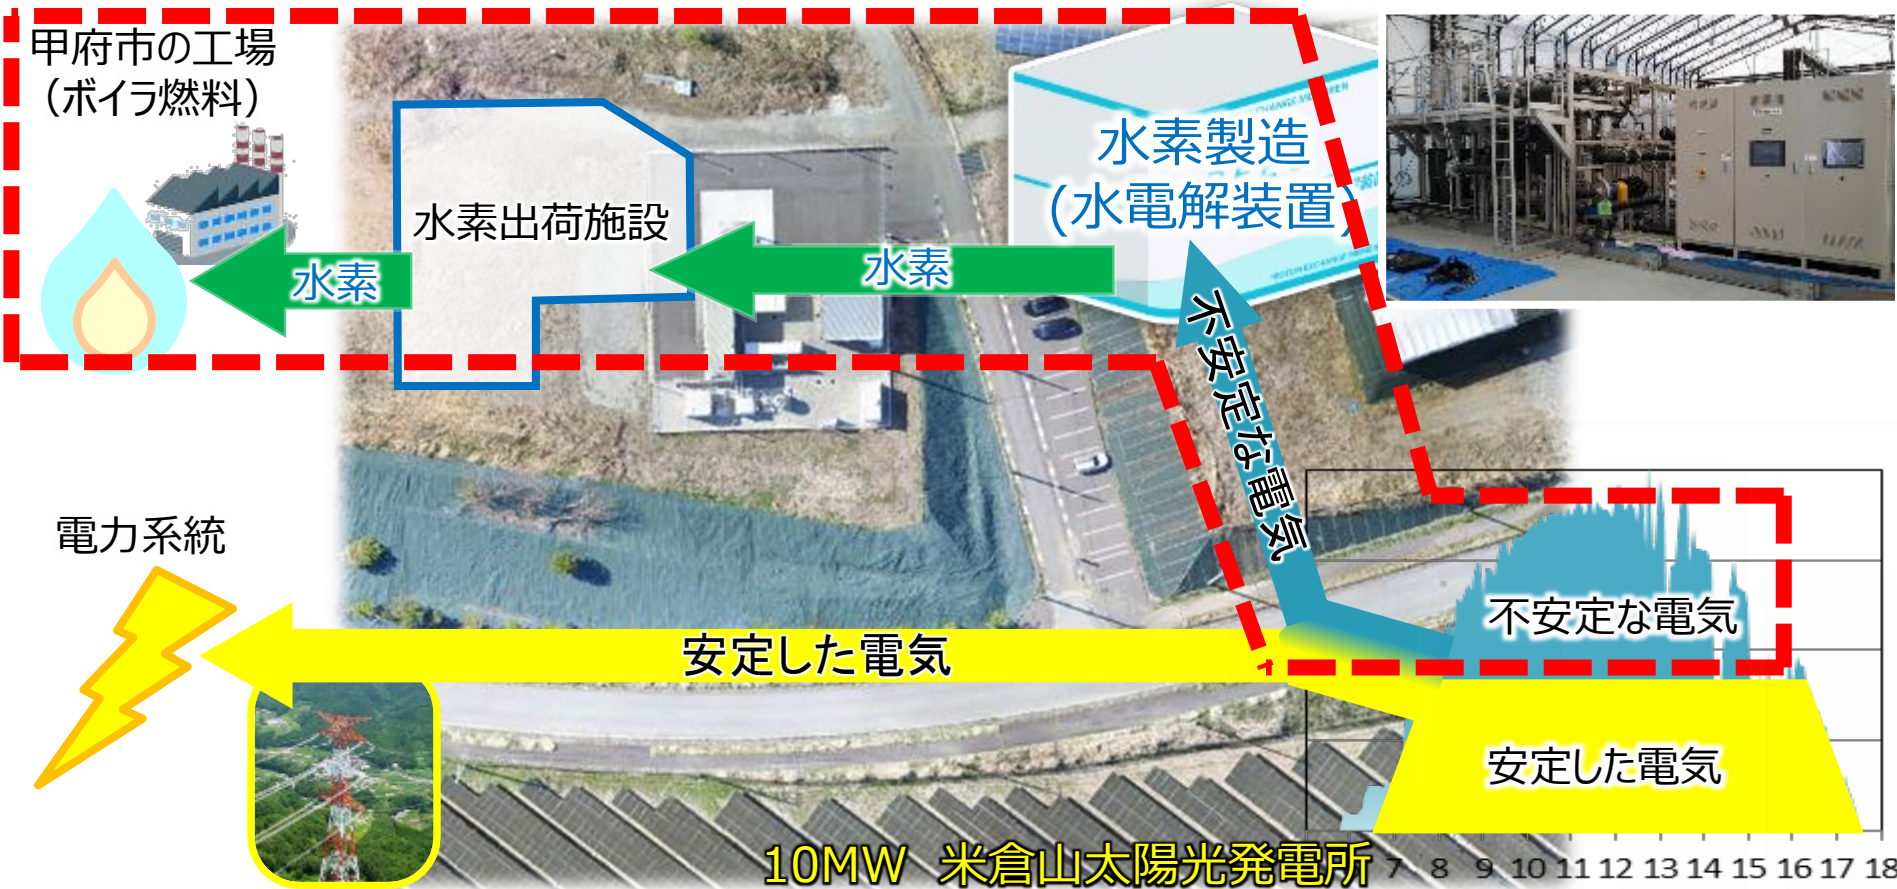 甲府市の工場
（ボイラ燃料）
水素製造
(水電解装置)
水素出荷施設
水素
水素
不安定な電気
電力系統
不安定な電気
安定した電気
安定した電気
10MW 米倉山太陽光発電所
7 8 9 10 11 12 13 14 15 16 17 18